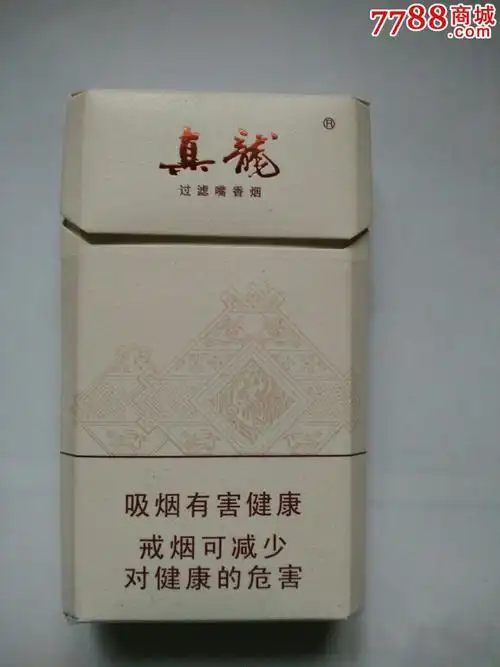 7788商城
真龍®
过滤嘴香烟
吸烟有害健康
戒烟可减少
对健康的危害